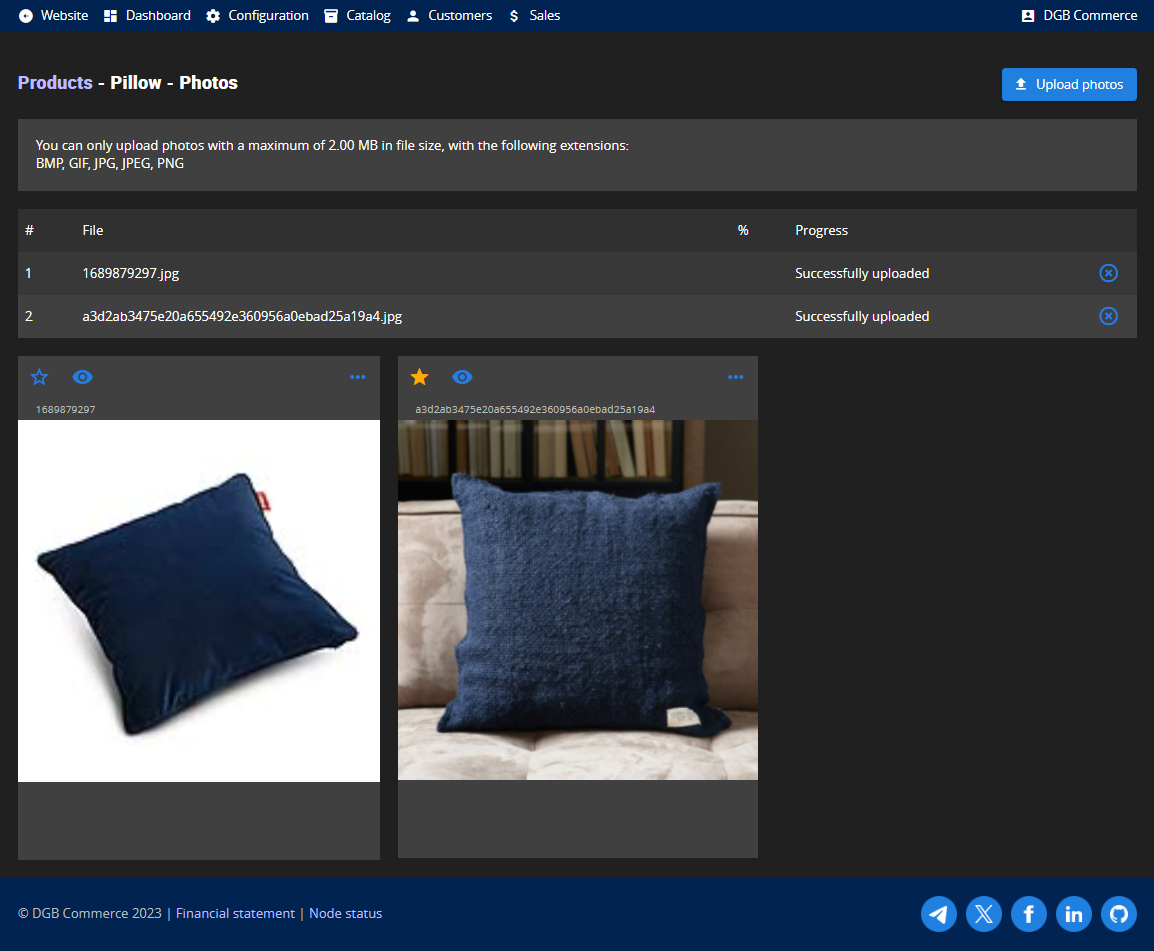 Website Dashboard Configuration Catalog Customers Sales DGB Commerce
Products - Pillow - Photos
Upload photos
You can only upload photos with a maximum of 2.00 MB in file size, with the following extensions:
BMP, GIF, JPG, JPEG, PNG
# File % Progress
1 1689879297.jpg Successfully uploaded
2 a3d2ab3475e20a655492e360956a0ebad25a19a4.jpg Successfully uploaded
1689879297 a3d2ab3475e20a655492e360956a0ebad25a19a4
© DGB Commerce 2023 | Financial statement | Node status